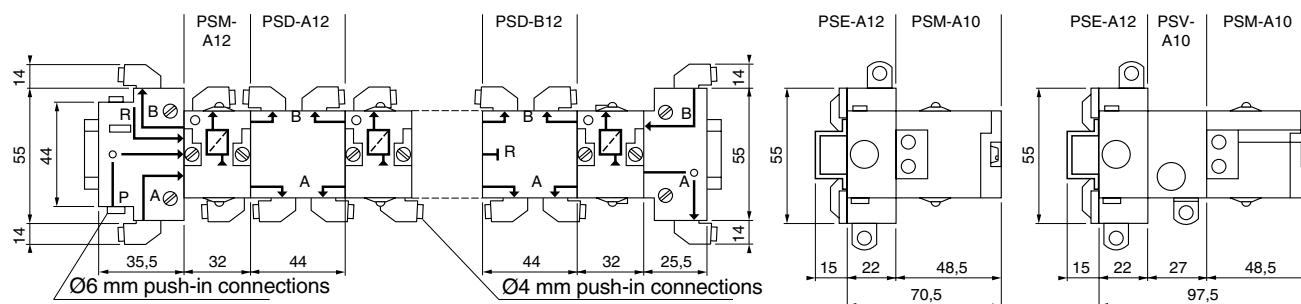 PSM-
A12
PSD-A12
PSD-B12
PSE-A12
PSM-A10
PSE-A12
PSV-
A10
PSM-A10
14
55
44
14
R
B
P
A
B
A
B
R
A
B
A
14
55
14
35,5
32
44
44
32
25,5
Ø6 mm push-in connections
Ø4 mm push-in connections
55
15
22
48,5
70,5
55
15
22
27
48,5
97,5